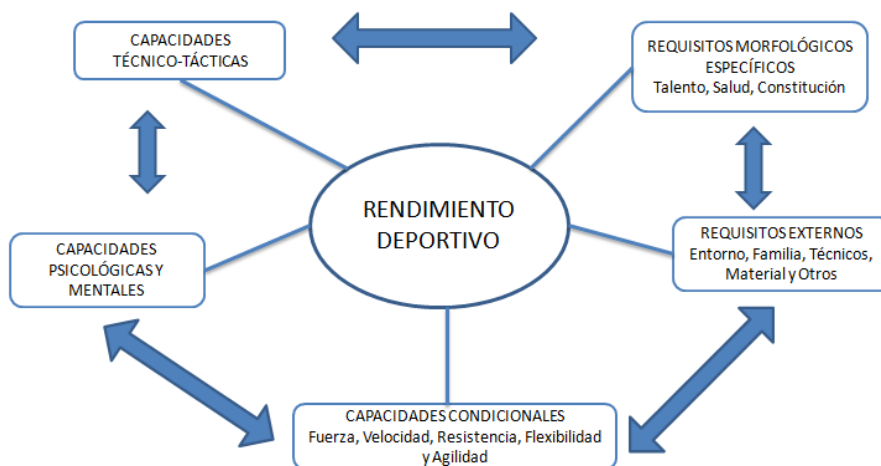 CAPACIDADES
TÉCNICO-TÁCTICAS
REQUISITOS MORFOLÓGICOS
ESPECÍFICOS
Talento, Salud, Constitución
RENDIMIENTO
DEPORTIVO
CAPACIDADES
PSICOLÓGICAS Y
MENTALES
REQUISITOS EXTERNOS
Entorno, Familia, Técnicos,
Material y Otros
CAPACIDADES CONDICIONALES
Fuerza, Velocidad, Resistencia, Flexibilidad
y Agilidad